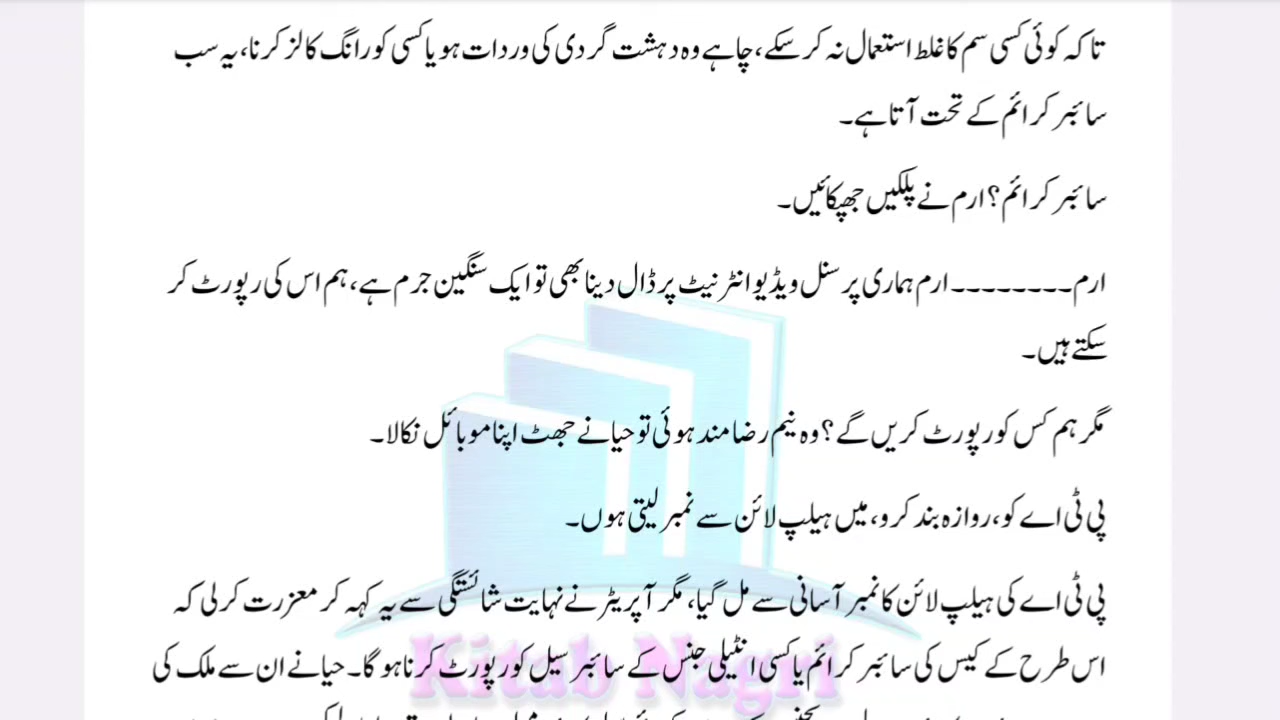 تاکہ کوئی کسی سم کا غلط استعمال نہ کر سکے، چاہے وہ دہشت گردی کی وردات ہو یا کسی کو رانگ کالز کرنا، یہ سب
سائبر کرائم کے تحت آتا ہے۔
سائبر کرائم؟ ارم نے پلکیں جھپکائیں۔
ارم۔۔۔۔۔۔۔۔ ارم ہماری پرسنل ویڈیو انٹرنیٹ پر ڈال دینا بھی تو ایک سنگین جرم ہے، ہم اس کی رپورٹ کر
سکتے ہیں۔
مگر ہم کس کو رپورٹ کریں گے؟ وہ نیم رضامند ہوئی تو حیا نے جھٹ اپنا موبائل نکالا۔
پی ٹی اے کو، روازہ بند کرو، میں ہیلپ لائن سے نمبر لیتی ہوں۔
پی ٹی اے کی ہیلپ لائن کا نمبر آسانی سے مل گیا، مگر آپریٹر نے نہایت شائستگی سے یہ کہہ کر معزرت کر لی کہ
اس طرح کے کیس کی سائبر کرائم یا کسی انٹیلی جنس کے سائبر سیل کو رپورٹ کرنا ہو گا۔ حیا نے ان سے ملک کی
Kitab Nagri